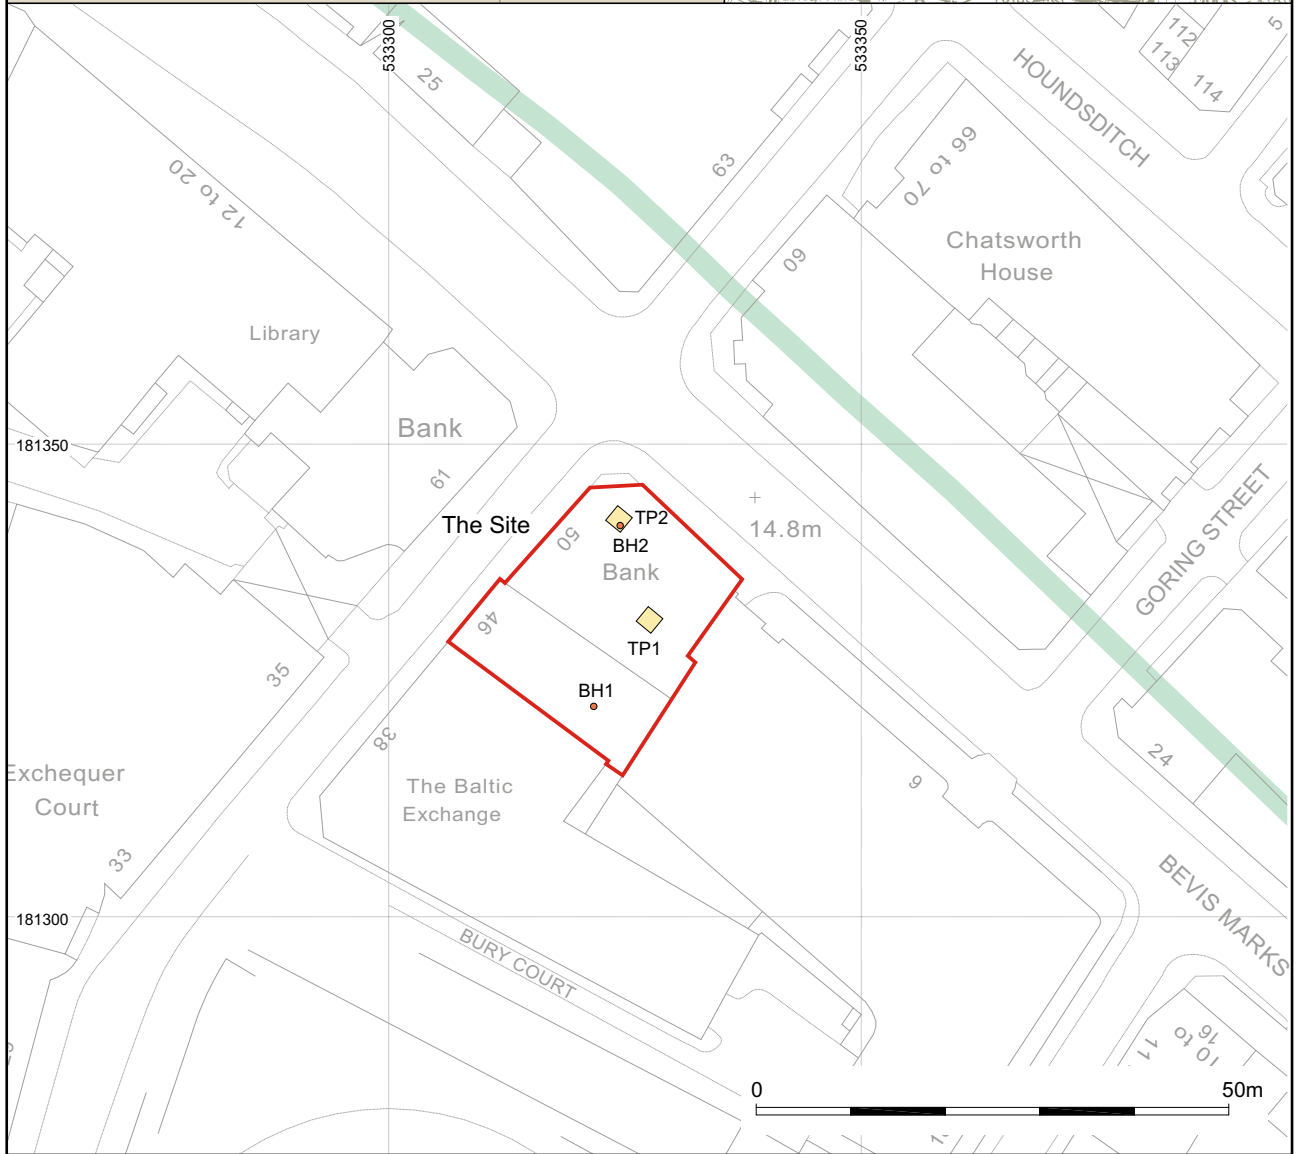 533300
533350
25
112
113
114
5
HOUNDSDITCH
63
66 to 70
12 to 20
60
Chatsworth
House
Library
Bank
181350
61
The Site
50
TP2
BH2
Bank
14.8m
GORING STREET
46
TP1
35
BH1
38
24
Exchequer
Court
The Baltic
Exchange
9
33
BEVIS MARKS
181300
BURY COURT
10 to
16
11
0
50m